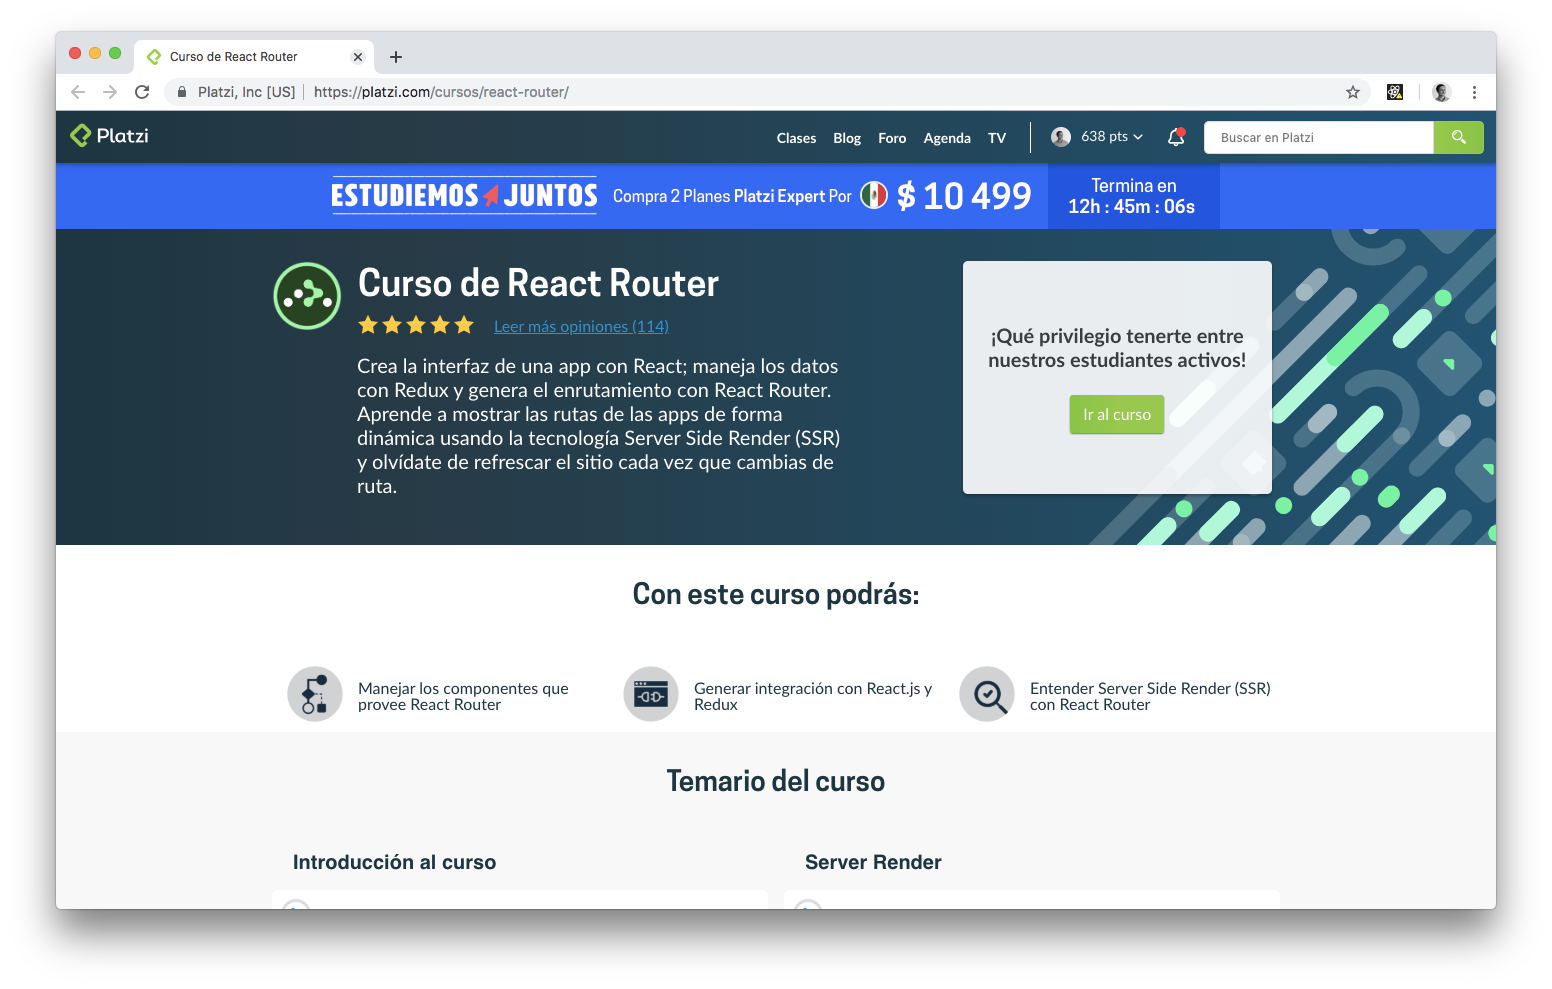 Curso de React Router
Platzi, Inc [US]
https://platzi.com/cursos/react-router/
Platzi
Clases
Blog
Foro
Agenda
TV
638 pts
Buscar en Platzi
ESTUDIEMOS JUNTOS
Compra 2 Planes Platzi Expert Por
$ 10 499
Termina en
12h : 45m : 06s
Curso de React Router
Leer más opiniones (114)
Crea la interfaz de una app con React; maneja los datos
con Redux y genera el enrutamiento con React Router.
Aprende a mostrar las rutas de las apps de forma
dinámica usando la tecnología Server Side Render (SSR)
y olvídate de refrescar el sitio cada vez que cambias de
ruta.
¡Qué privilegio tenerte entre
nuestros estudiantes activos!
Ir al curso
Con este curso podrás:
Manejar los componentes que
provee React Router
Generar integración con React.js y
Redux
Entender Server Side Render (SSR)
con React Router
Temario del curso
Introducción al curso
Server Render